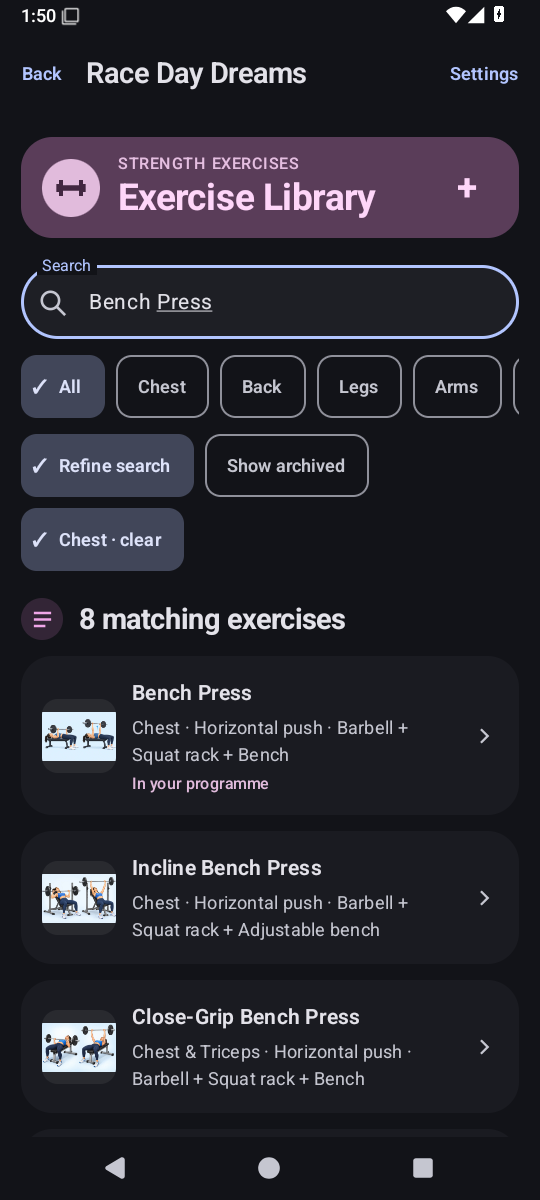 1:50
Back Race Day Dreams Settings
STRENGTH EXERCISES
Exercise Library
+
Search
Bench Press
✓ All Chest Back Legs Arms
✓ Refine search Show archived
✓ Chest · clear
8 matching exercises
Bench Press
Chest · Horizontal push · Barbell +
Squat rack + Bench
In your programme
Incline Bench Press
Chest · Horizontal push · Barbell +
Squat rack + Adjustable bench
Close-Grip Bench Press
Chest & Triceps · Horizontal push ·
Barbell + Squat rack + Bench